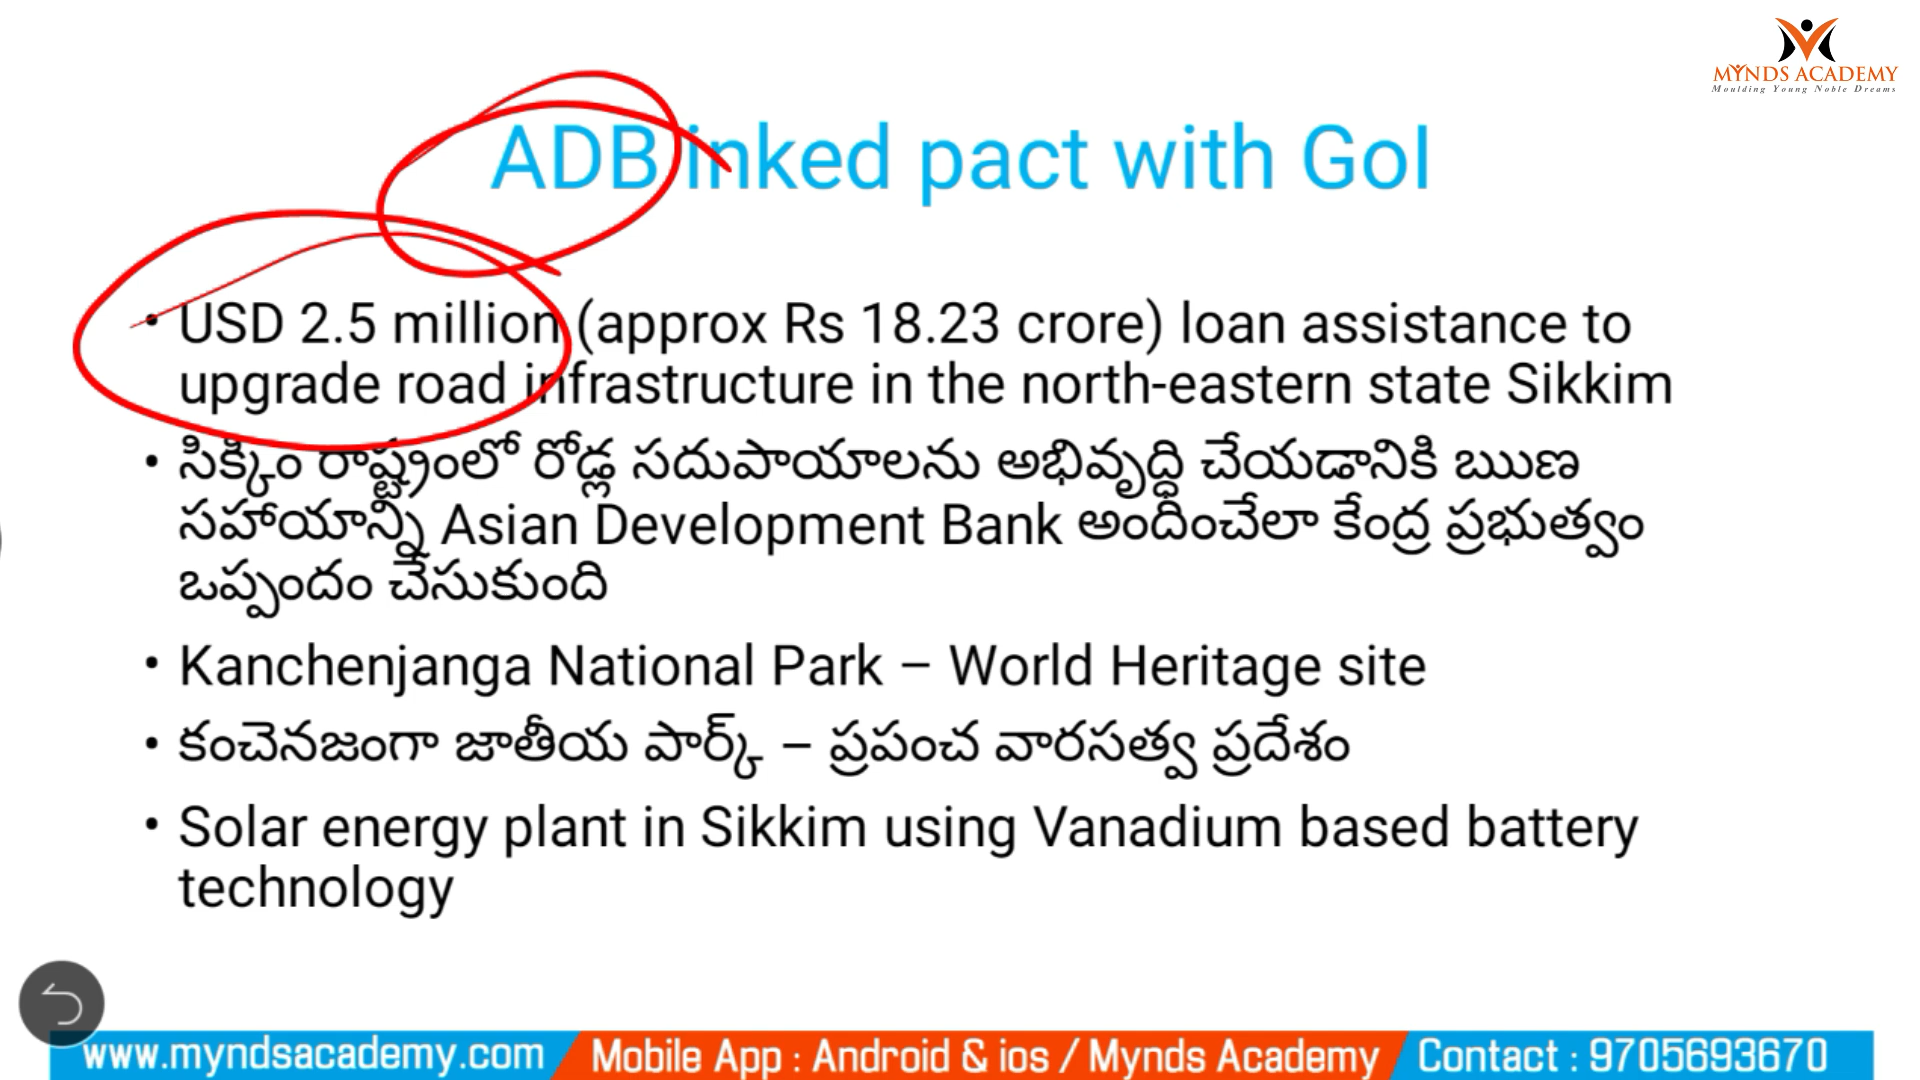 MYNDS ACADEMY
Moulding Young Noble Dreams
ADB inked pact with GoI
• USD 2.5 million (approx Rs 18.23 crore) loan assistance to
upgrade road infrastructure in the north-eastern state Sikkim
• సిక్కిం రాష్ట్రంలో రోడ్ల సదుపాయాలను అభివృద్ధి చేయడానికి ఋణ
సహాయాన్ని Asian Development Bank అందించేలా కేంద్ర ప్రభుత్వం
ఒప్పందం చేసుకుంది
• Kanchenjanga National Park – World Heritage site
• కంచెనజంగా జాతీయ పార్క్ – ప్రపంచ వారసత్వ ప్రదేశం
• Solar energy plant in Sikkim using Vanadium based battery
technology
www.myndsacademy.com Mobile App : Android & ios / Mynds Academy Contact : 9705693670